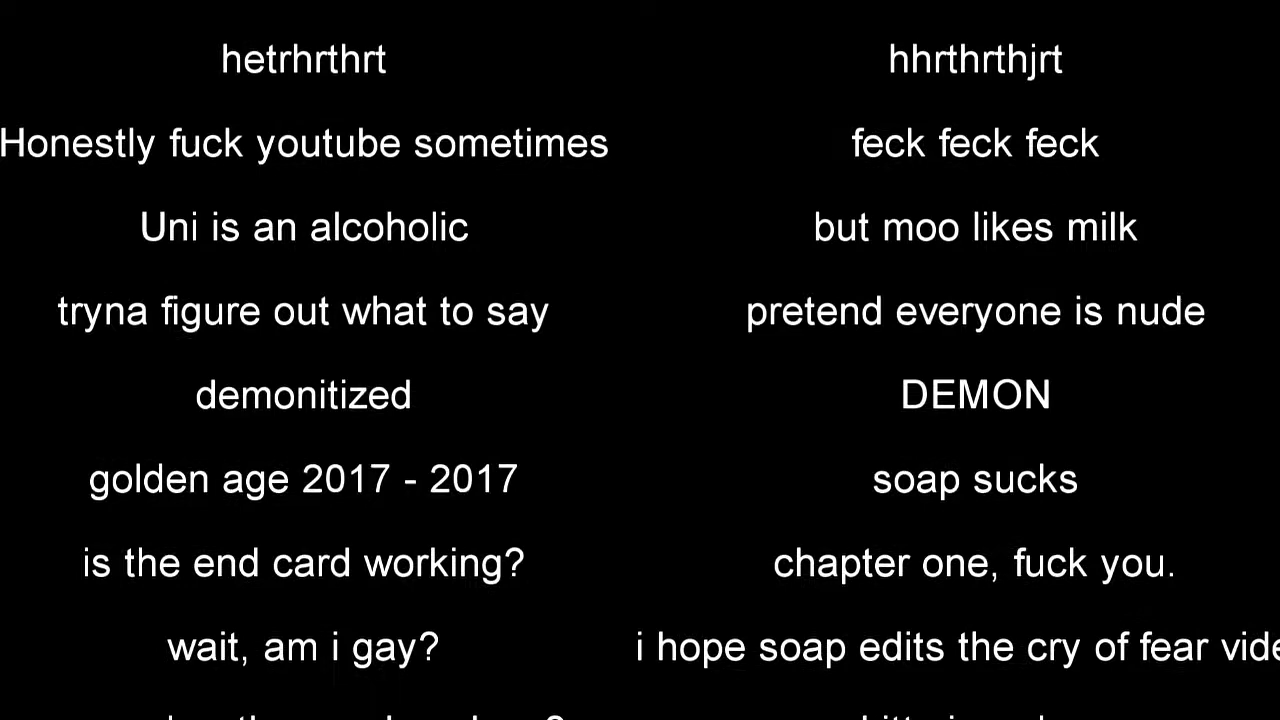 hetrhrthrt
hhrthrthjrt
Honestly fuck youtube sometimes
feck feck feck
Uni is an alcoholic
but moo likes milk
tryna figure out what to say
pretend everyone is nude
demonitized
DEMON
golden age 2017 - 2017
soap sucks
is the end card working?
chapter one, fuck you.
wait, am i gay?
i hope soap edits the cry of fear vide